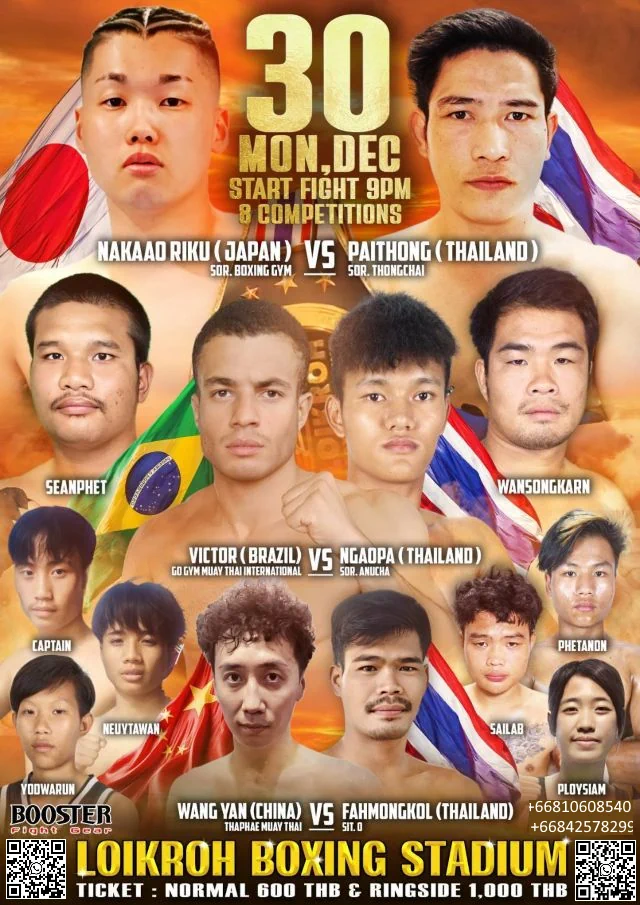 30
MON,DEC
START FIGHT 9PM
8 COMPETITIONS
NAKAAO RIKU ( JAPAN ) VS PAITHONG ( THAILAND )
SOR. BOXING GYM SOR. THONGCHAI
SEANPHET
WANSONGKARN
VICTOR ( BRAZIL) VS NGAOPA ( THAILAND )
GO GYM MUAY THAI INTERNATIONAL SOR. ANUCHA
CAPTAIN
PHETANON
NEUYTAWAN
SAILAB
YODWARUN
PLOYSIAM
WANG YAN (CHINA) VS FAHMONGKOL (THAILAND)
THAPHAE MUAY THAI SIT. O
+66810608540
+6684257829
BOOSTER
Fight Gear
LOIKROH BOXING STADIUM
TICKET : NORMAL 600 THB & RINGSIDE 1,000 THB